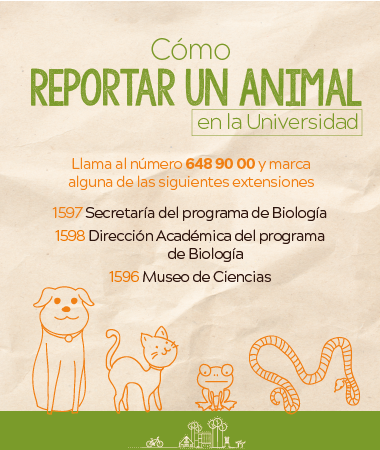 Cómo
REPORTAR UN ANIMAL
en la Universidad
Llama al número 648 90 00 y marca
alguna de las siguientes extensiones
1597 Secretaría del programa de Biología
1598 Dirección Académica del programa
de Biología
1596 Museo de Ciencias